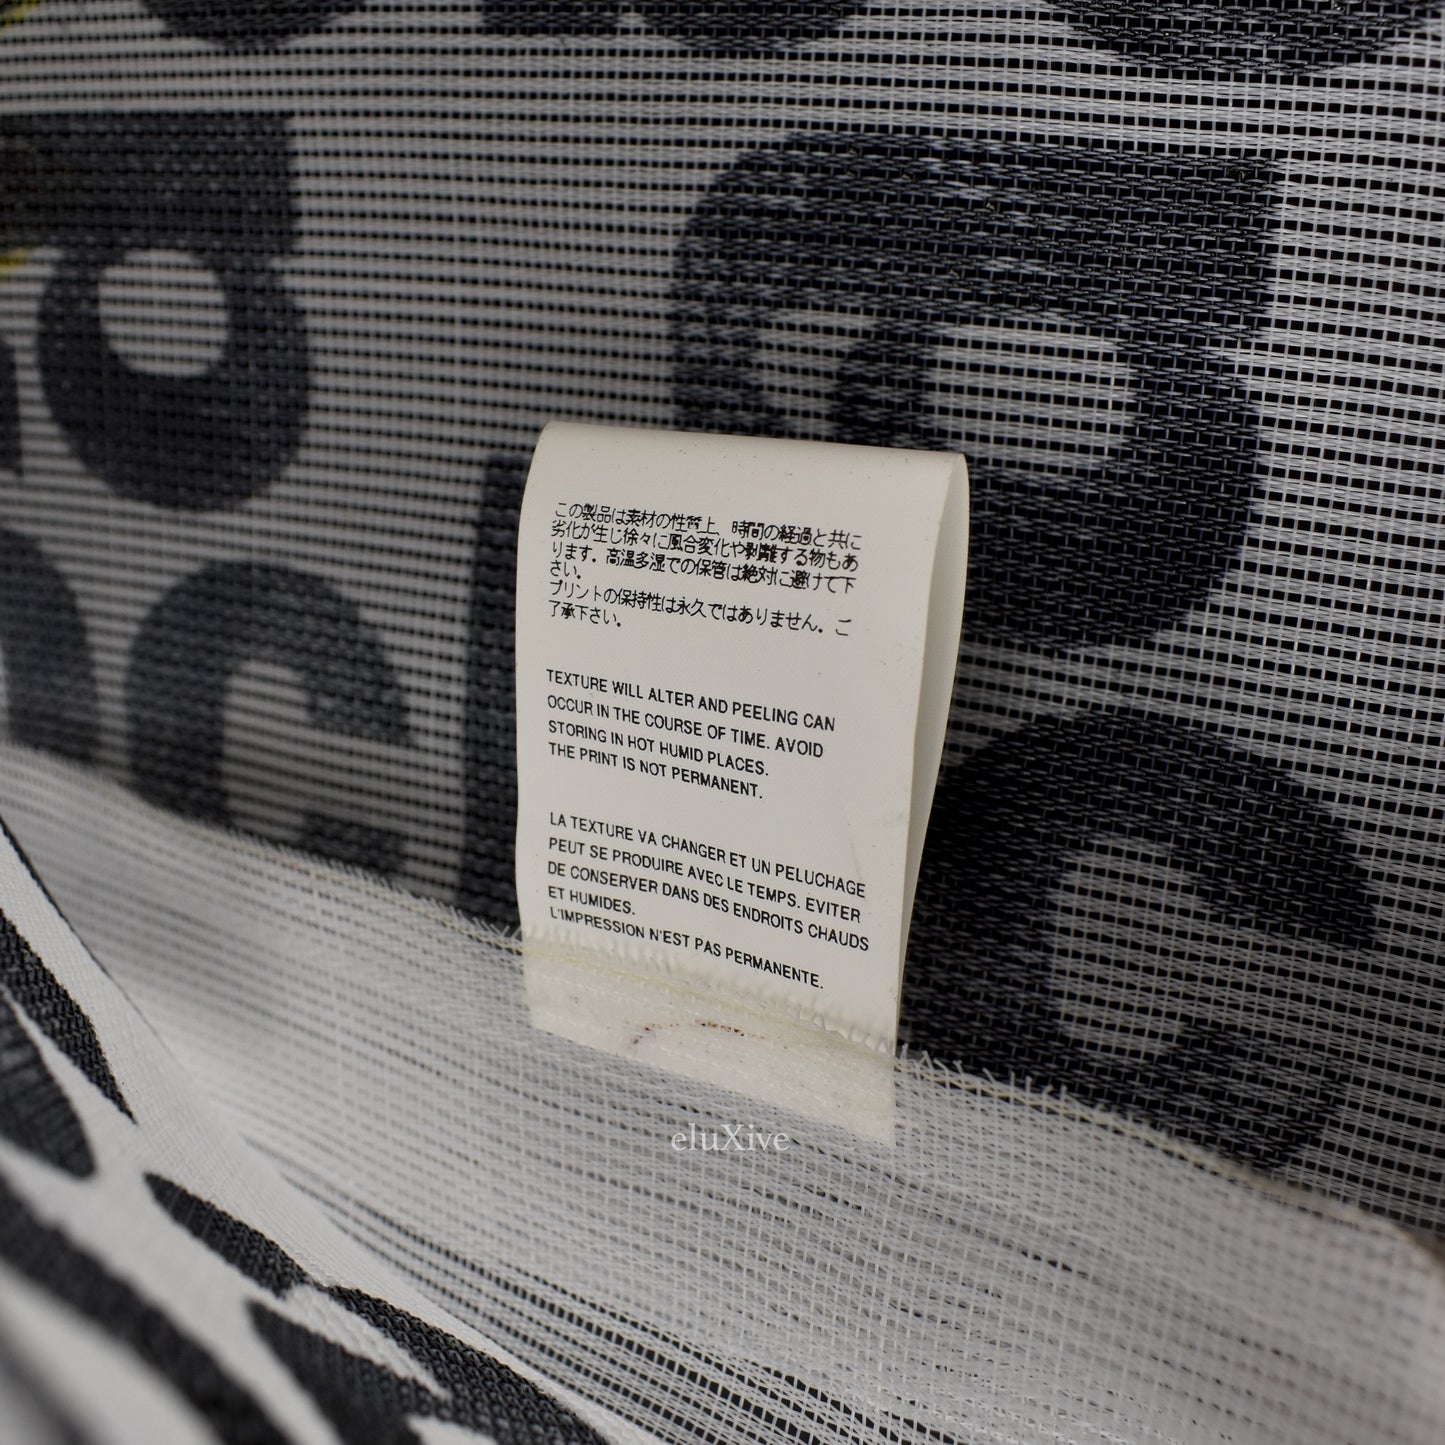 この製品は素材の性質上、時間の経過と共に
劣化が生じ徐々に風合変化や剥離する物もあ
ります。高温多湿での保管は絶対に避けて下
さい。
プリントの保持性は永久ではありません。ご
了承下さい。
TEXTURE WILL ALTER AND PEELING CAN
OCCUR IN THE COURSE OF TIME. AVOID
STORING IN HOT HUMID PLACES.
THE PRINT IS NOT PERMANENT.
LA TEXTURE VA CHANGER ET UN PELUCHAGE
PEUT SE PRODUIRE AVEC LE TEMPS. EVITER
DE CONSERVER DANS DES ENDROITS CHAUDS
ET HUMIDES.
L'IMPRESSION N'EST PAS PERMANENTE.
eluXive